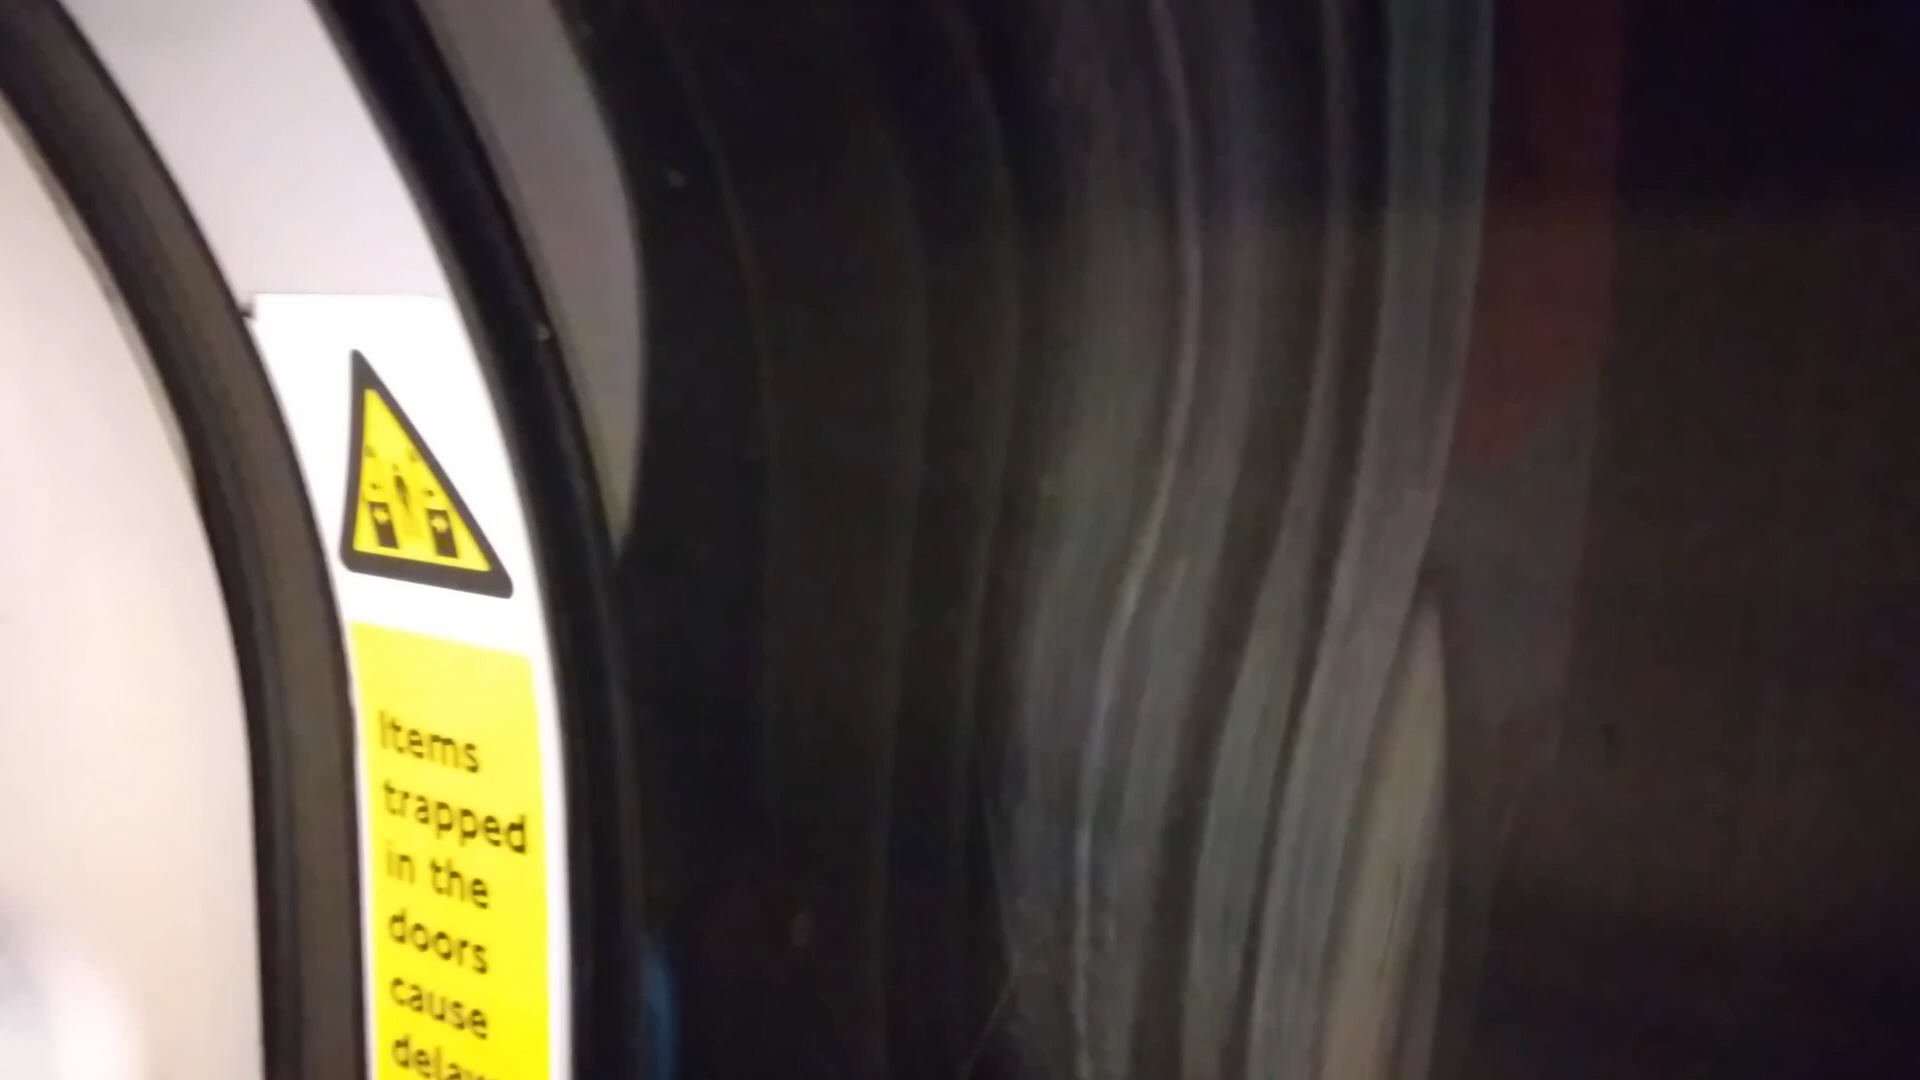 Items
trapped
in the
doors
cause